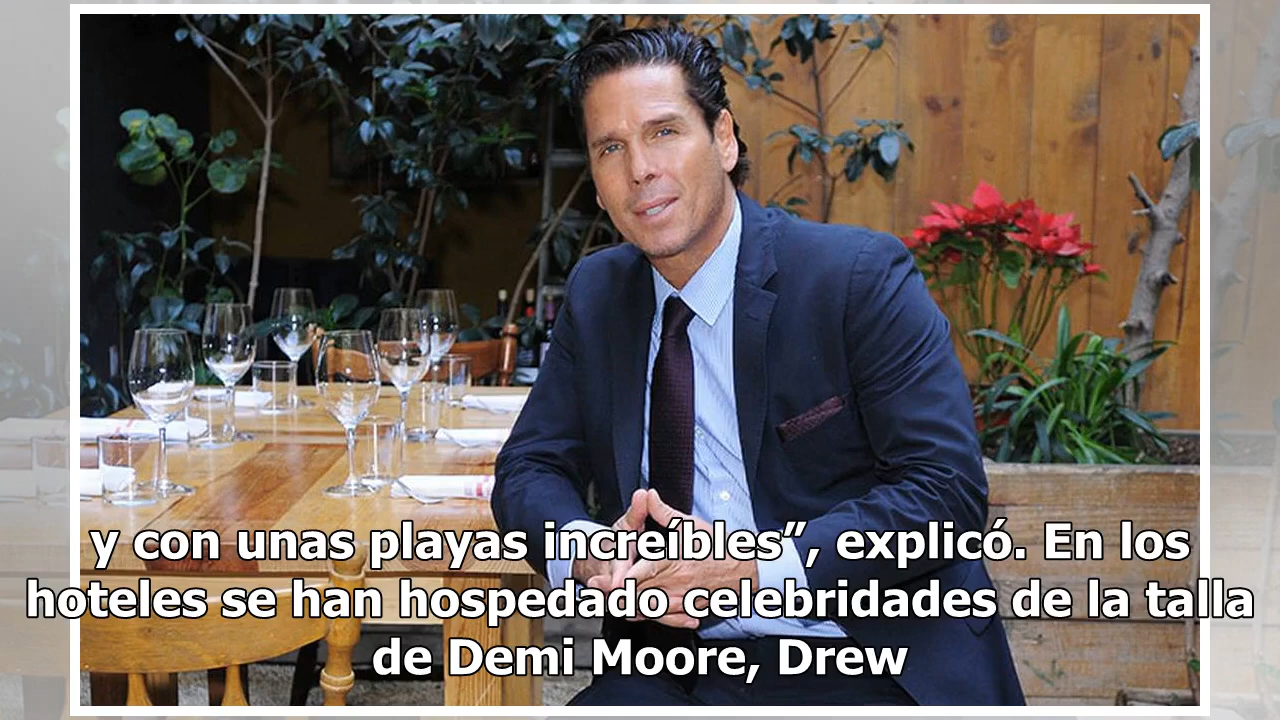 y con unas playas increíbles”, explicó. En los
hoteles se han hospedado celebridades de la talla
de Demi Moore, Drew